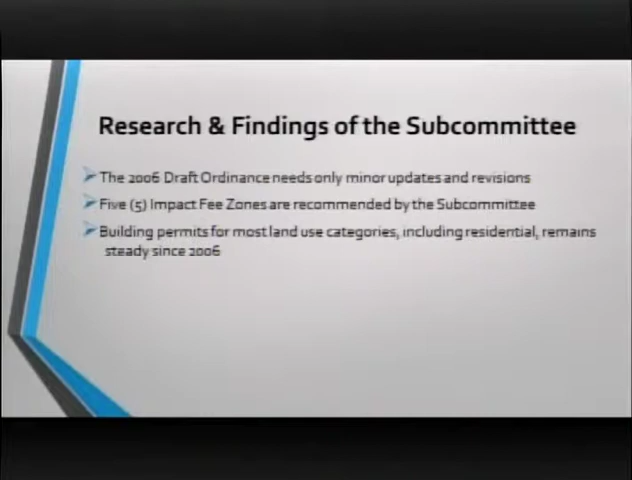 Research & Findings of the Subcommittee
The 2006 Draft Ordinance needs only minor updates and revisions
Five (5) Impact Fee Zones are recommended by the Subcommittee
Building permits for most land use categories, including residential, remains
steady since 2006